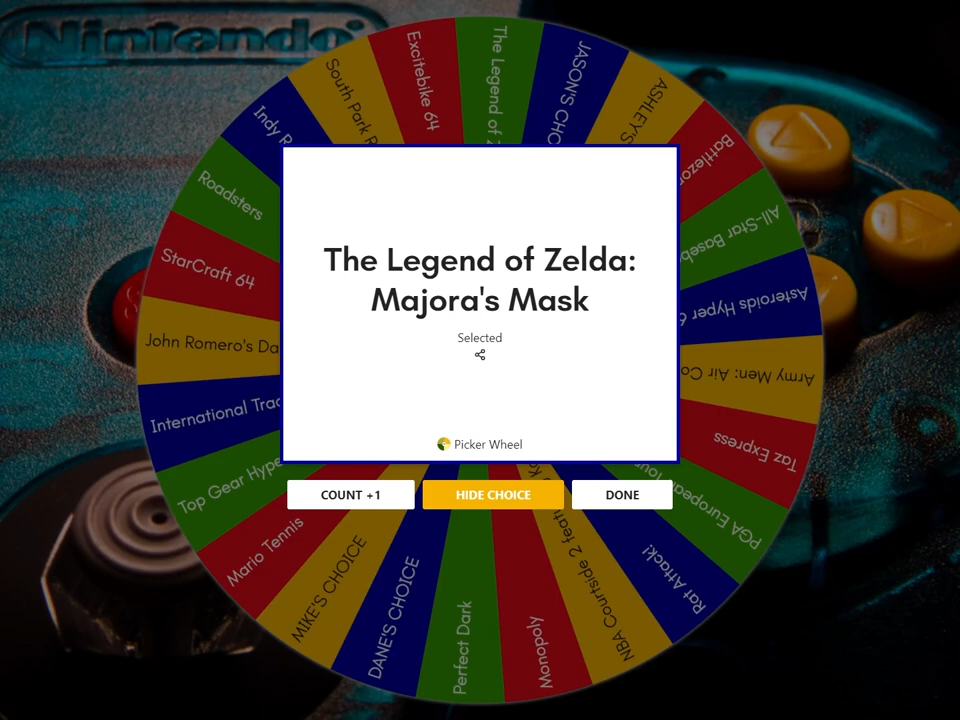 Nintendo
The Legend of
JASON'S CHO
ASHLEY'S
Battlezo
All-Star Baseb
Asteroids Hyper 6
Army Men: Air Co
Taz Express
PGA European Tour
Rat Attack!
NBA Courtside 2 featu
Monopoly
Perfect Dark
DANE'S CHOICE
MIKE'S CHOICE
Mario Tennis
Top Gear Hype
International Trac
John Romero's Da
StarCraft 64
Roadsters
Indy R
South Park R
Excitebike 64
The Legend of Zelda:
Majora's Mask
Selected
Picker Wheel
COUNT +1
HIDE CHOICE
DONE